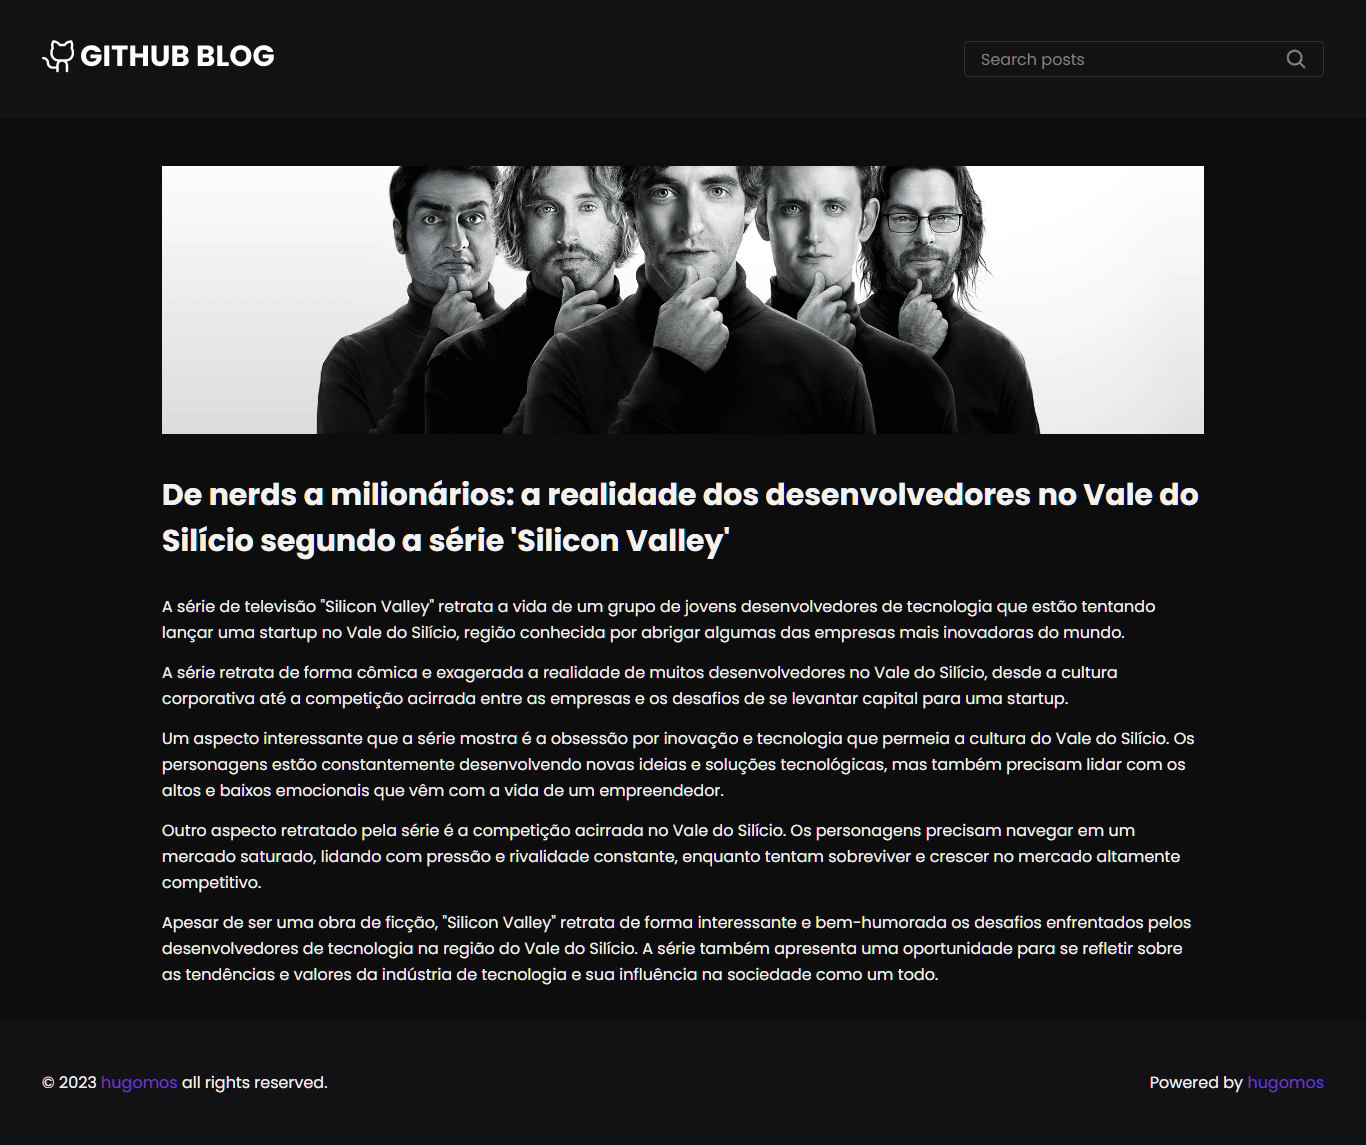 GITHUB BLOG
Search posts
De nerds a milionários: a realidade dos desenvolvedores no Vale do
Silício segundo a série 'Silicon Valley'
A série de televisão "Silicon Valley" retrata a vida de um grupo de jovens desenvolvedores de tecnologia que estão tentando
lançar uma startup no Vale do Silício, região conhecida por abrigar algumas das empresas mais inovadoras do mundo.
A série retrata de forma cômica e exagerada a realidade de muitos desenvolvedores no Vale do Silício, desde a cultura
corporativa até a competição acirrada entre as empresas e os desafios de se levantar capital para uma startup.
Um aspecto interessante que a série mostra é a obsessão por inovação e tecnologia que permeia a cultura do Vale do Silício. Os
personagens estão constantemente desenvolvendo novas ideias e soluções tecnológicas, mas também precisam lidar com os
altos e baixos emocionais que vêm com a vida de um empreendedor.
Outro aspecto retratado pela série é a competição acirrada no Vale do Silício. Os personagens precisam navegar em um
mercado saturado, lidando com pressão e rivalidade constante, enquanto tentam sobreviver e crescer no mercado altamente
competitivo.
Apesar de ser uma obra de ficção, "Silicon Valley" retrata de forma interessante e bem-humorada os desafios enfrentados pelos
desenvolvedores de tecnologia na região do Vale do Silício. A série também apresenta uma oportunidade para se refletir sobre
as tendências e valores da indústria de tecnologia e sua influência na sociedade como um todo.
© 2023 hugomos all rights reserved.
Powered by hugomos